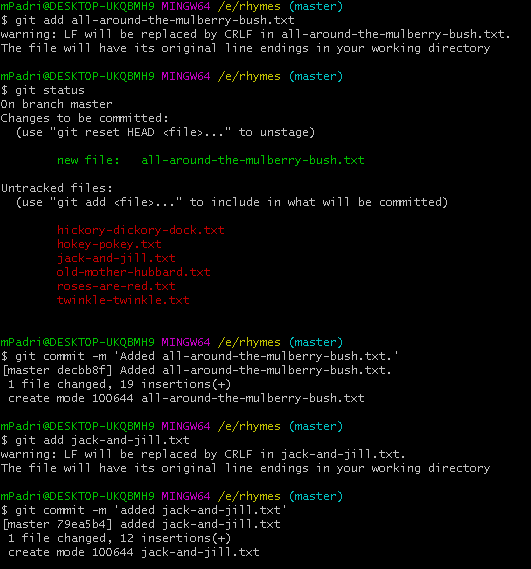 mPadri@DESKTOP-UKQBMH9 MINGW64 /e/rhymes (master)
$ git add all-around-the-mulberry-bush.txt
warning: LF will be replaced by CRLF in all-around-the-mulberry-bush.txt.
The file will have its original line endings in your working directory
mPadri@DESKTOP-UKQBMH9 MINGW64 /e/rhymes (master)
$ git status
On branch master
Changes to be committed:
  (use "git reset HEAD <file>..." to unstage)
        new file:   all-around-the-mulberry-bush.txt
Untracked files:
  (use "git add <file>..." to include in what will be committed)
        hickory-dickory-dock.txt
        hokey-pokey.txt
        jack-and-jill.txt
        old-mother-hubbard.txt
        roses-are-red.txt
        twinkle-twinkle.txt
mPadri@DESKTOP-UKQBMH9 MINGW64 /e/rhymes (master)
$ git commit -m 'Added all-around-the-mulberry-bush.txt.'
[master decbb8f] Added all-around-the-mulberry-bush.txt.
 1 file changed, 19 insertions(+)
 create mode 100644 all-around-the-mulberry-bush.txt
mPadri@DESKTOP-UKQBMH9 MINGW64 /e/rhymes (master)
$ git add jack-and-jill.txt
warning: LF will be replaced by CRLF in jack-and-jill.txt.
The file will have its original line endings in your working directory
mPadri@DESKTOP-UKQBMH9 MINGW64 /e/rhymes (master)
$ git commit -m 'added jack-and-jill.txt'
[master 79ea5b4] added jack-and-jill.txt
 1 file changed, 12 insertions(+)
 create mode 100644 jack-and-jill.txt